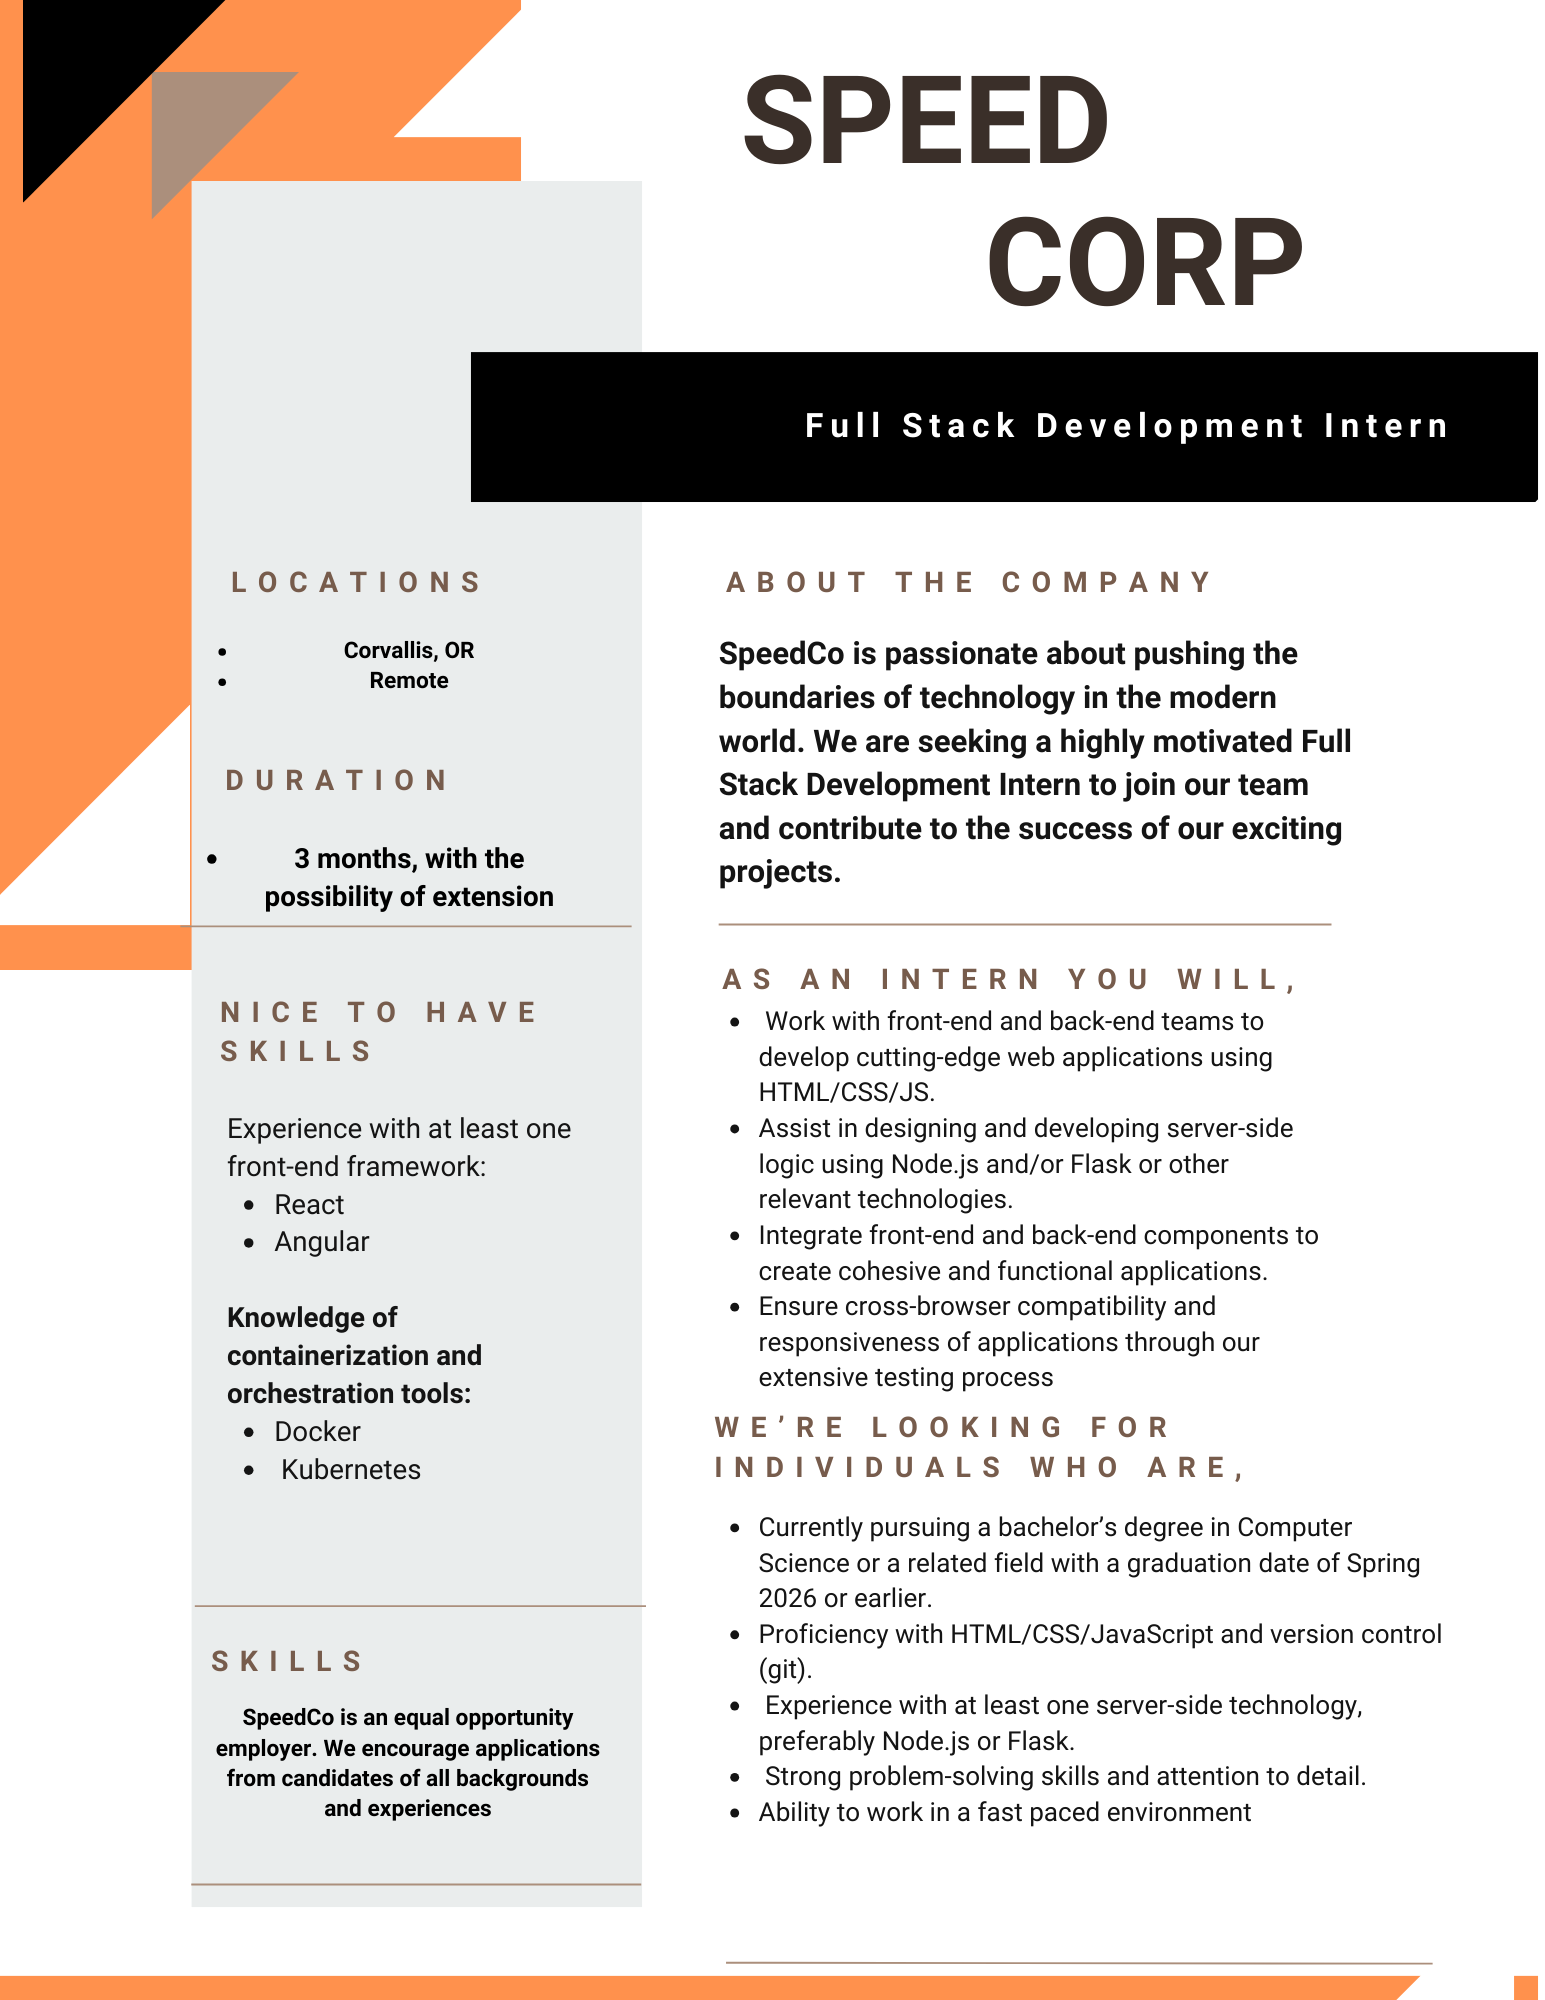 SPEED
CORP
Full Stack Development Intern
LOCATIONS
• Corvallis, OR
• Remote
DURATION
• 3 months, with the
possibility of extension
NICE TO HAVE
SKILLS
Experience with at least one
front-end framework:
• React
• Angular
Knowledge of
containerization and
orchestration tools:
• Docker
• Kubernetes
SKILLS
SpeedCo is an equal opportunity
employer. We encourage applications
from candidates of all backgrounds
and experiences
ABOUT THE COMPANY
SpeedCo is passionate about pushing the
boundaries of technology in the modern
world. We are seeking a highly motivated Full
Stack Development Intern to join our team
and contribute to the success of our exciting
projects.
AS AN INTERN YOU WILL,
• Work with front-end and back-end teams to
develop cutting-edge web applications using
HTML/CSS/JS.
• Assist in designing and developing server-side
logic using Node.js and/or Flask or other
relevant technologies.
• Integrate front-end and back-end components to
create cohesive and functional applications.
• Ensure cross-browser compatibility and
responsiveness of applications through our
extensive testing process
WE’RE LOOKING FOR
INDIVIDUALS WHO ARE,
• Currently pursuing a bachelor’s degree in Computer
Science or a related field with a graduation date of Spring
2026 or earlier.
• Proficiency with HTML/CSS/JavaScript and version control
(git).
• Experience with at least one server-side technology,
preferably Node.js or Flask.
• Strong problem-solving skills and attention to detail.
• Ability to work in a fast paced environment